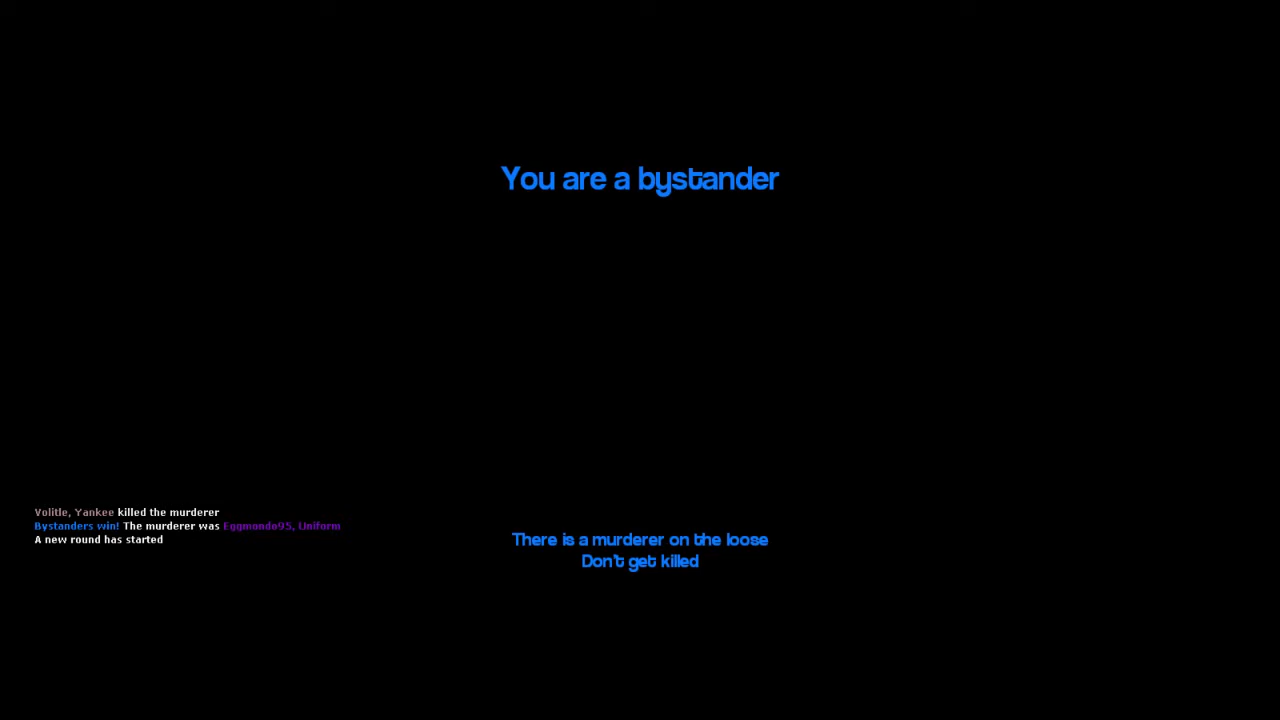 You are a bystander
Volitle, Yankee killed the murderer
Bystanders win! The murderer was Eggmondo95, Uniform
A new round has started
There is a murderer on the loose
Don't get killed